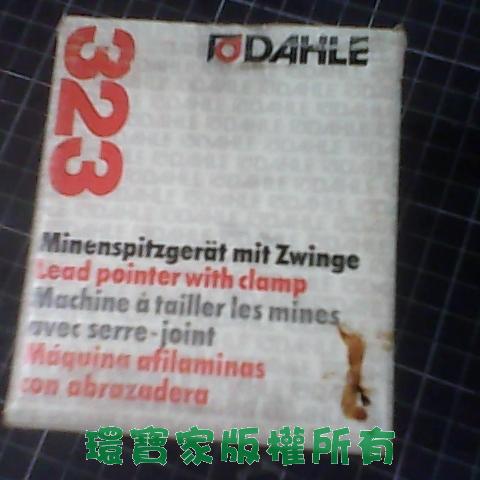 DAHLE
323
Minenspitzgerät mit Zwinge
Lead pointer with clamp
Machine à tailler les mines
avec serre-joint
Máquina afilaminas
con abrazadera
環寶家版權所有